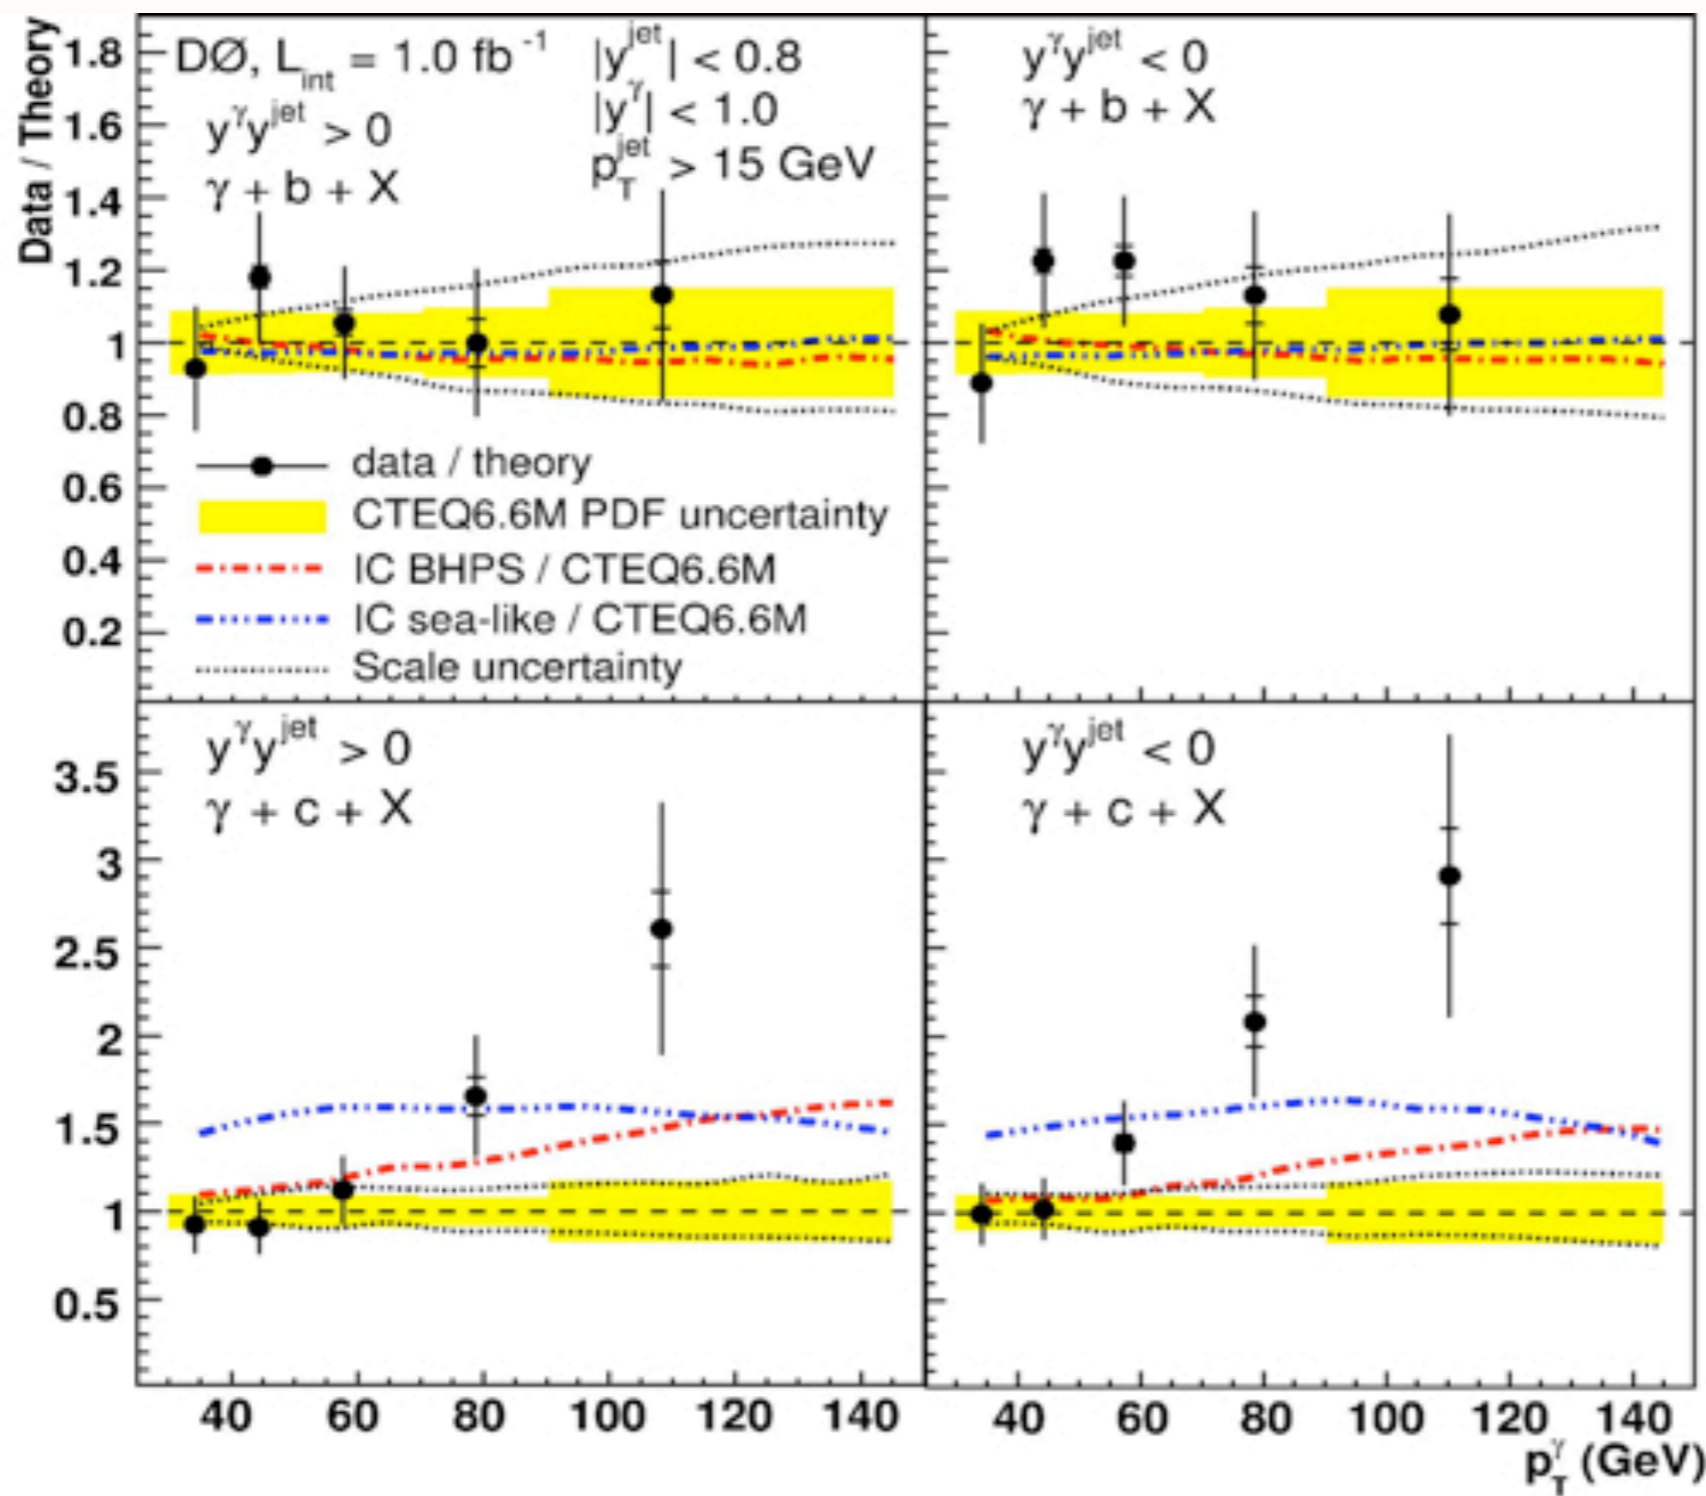 Data / Theory
1.8
1.6
1.4
1.2
1
0.8
0.6
0.4
0.2
DØ, L_int = 1.0 fb^-1
y^γ y^jet > 0
γ + b + X
|y^jet| < 0.8
|y^γ| < 1.0
p_T^jet > 15 GeV
data / theory
CTEQ6.6M PDF uncertainty
IC BHPS / CTEQ6.6M
IC sea-like / CTEQ6.6M
Scale uncertainty
y^γ y^jet < 0
γ + b + X
3.5
3
2.5
2
1.5
1
0.5
y^γ y^jet > 0
γ + c + X
y^γ y^jet < 0
γ + c + X
40 60 80 100 120 140
40 60 80 100 120 140
p_T^γ (GeV)